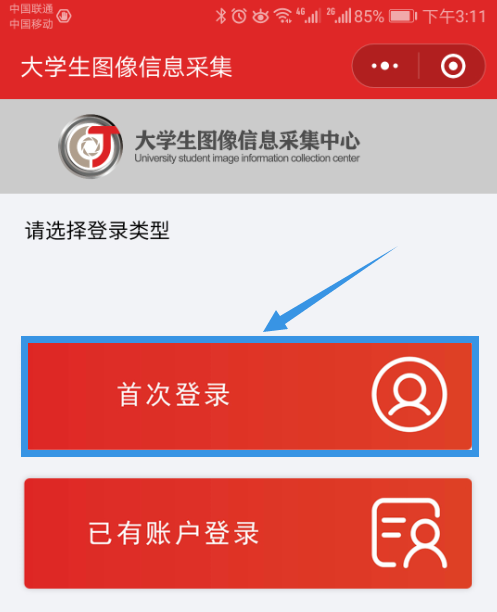 中国联通
中国移动
4G 2G 85% 下午3:11
大学生图像信息采集
大学生图像信息采集中心
University student image information collection center
请选择登录类型
首次登录
已有账户登录